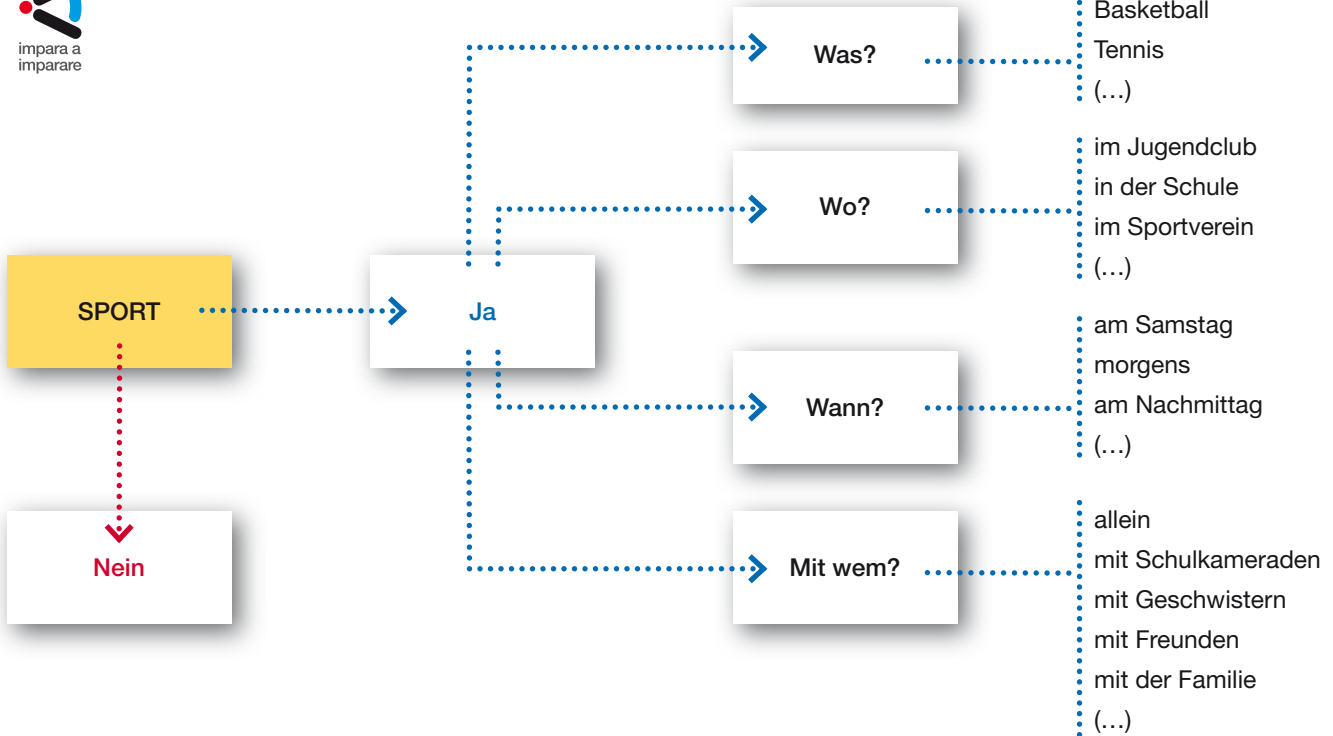 impara a
imparare
SPORT
Nein
Ja
Was?
Basketball
Tennis
(…)
Wo?
im Jugendclub
in der Schule
im Sportverein
(…)
Wann?
am Samstag
morgens
am Nachmittag
(…)
Mit wem?
allein
mit Schulkameraden
mit Geschwistern
mit Freunden
mit der Familie
(…)